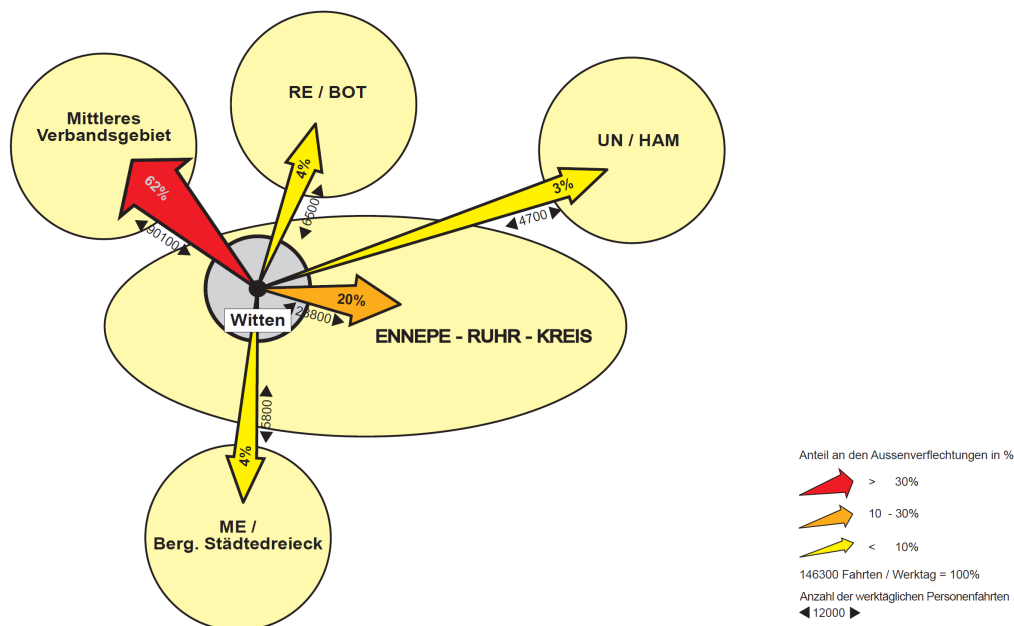 Mittleres
Verbandsgebiet
RE / BOT
UN / HAM
62%
4%
3%
90100
6500
4700
20%
28800
Witten
ENNEPE - RUHR - KREIS
5800
4%
ME /
Berg. Städtedreieck
Anteil an den Aussenverflechtungen in %
> 30%
10 - 30%
< 10%
146300 Fahrten / Werktag = 100%
Anzahl der werktäglichen Personenfahrten
12000